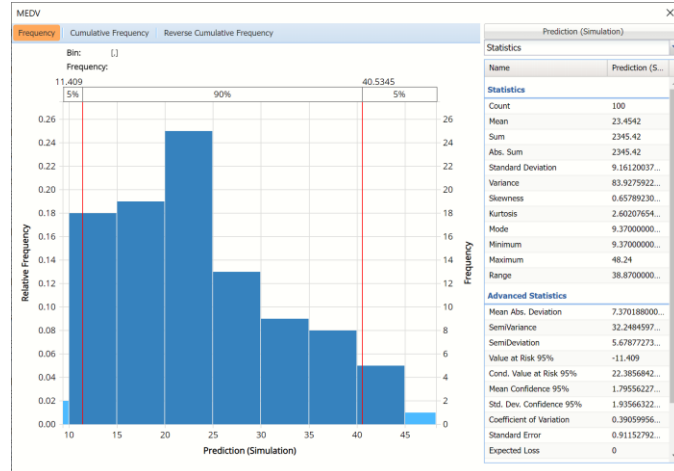 MEDV
Frequency Cumulative Frequency Reverse Cumulative Frequency
Bin: [.]
Frequency:
11.409 40.5345
5% 90% 5%
0.26 26
0.24 24
0.22 22
0.20 20
0.18 18
0.16 16
0.14 14
0.12 12
0.10 10
0.08 8
0.06 6
0.04 4
0.02 2
0.00 0
Relative Frequency
Frequency
10 15 20 25 30 35 40 45
Prediction (Simulation)
Prediction (Simulation)
Statistics
Name Prediction (S...
Statistics
Count 100
Mean 23.4542
Sum 2345.42
Abs. Sum 2345.42
Standard Deviation 9.16120037...
Variance 83.9275922...
Skewness 0.65789230...
Kurtosis 2.60207654...
Mode 9.37000000...
Minimum 9.37000000...
Maximum 48.24
Range 38.8700000...
Advanced Statistics
Mean Abs. Deviation 7.370188000...
SemiVariance 32.2484597...
SemiDeviation 5.67877273...
Value at Risk 95% -11.409
Cond. Value at Risk 95% 22.3856842...
Mean Confidence 95% 1.79556227...
Std. Dev. Confidence 95% 1.93566322...
Coefficient of Variation 0.39059956...
Standard Error 0.91152792...
Expected Loss 0